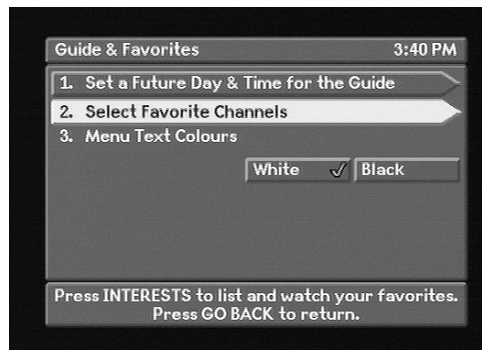 Guide & Favorites 3:40 PM
1. Set a Future Day & Time for the Guide
2. Select Favorite Channels
3. Menu Text Colours
White ✓ Black
Press INTERESTS to list and watch your favorites.
Press GO BACK to return.